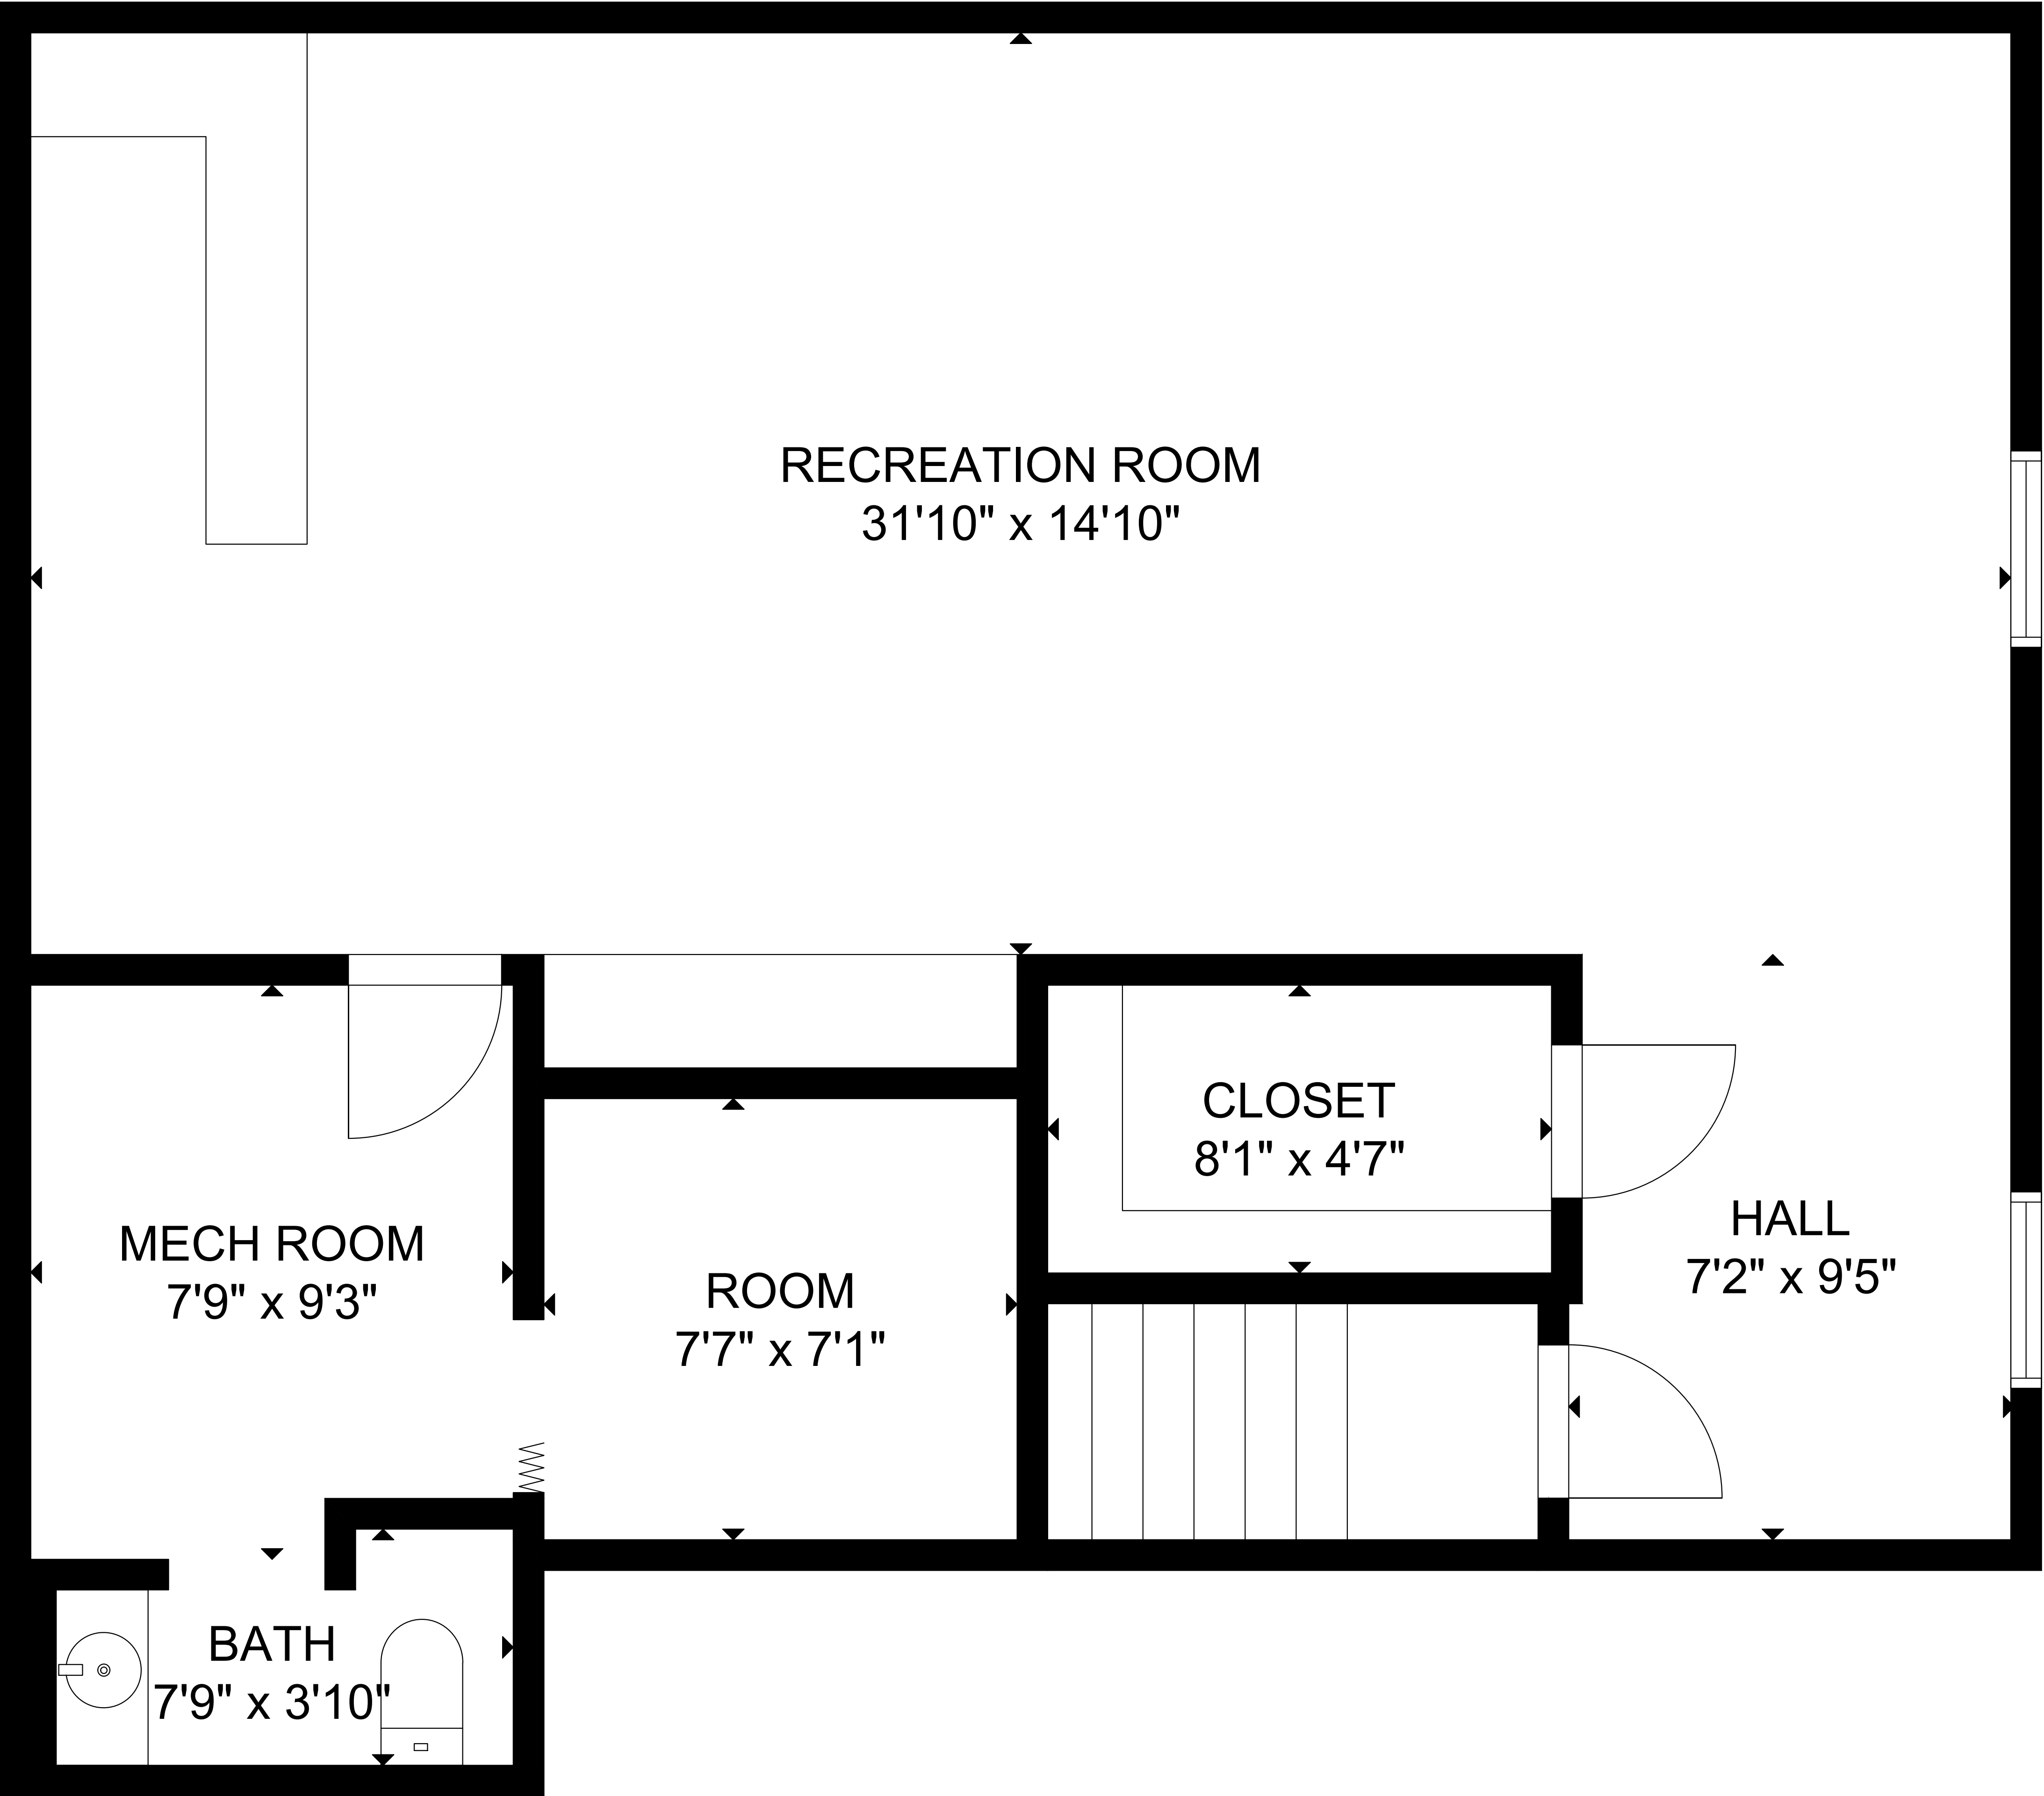 RECREATION ROOM
31'10" x 14'10"
CLOSET
8'1" x 4'7"
HALL
7'2" x 9'5"
MECH ROOM
7'9" x 9'3"
ROOM
7'7" x 7'1"
BATH
7'9" x 3'10"